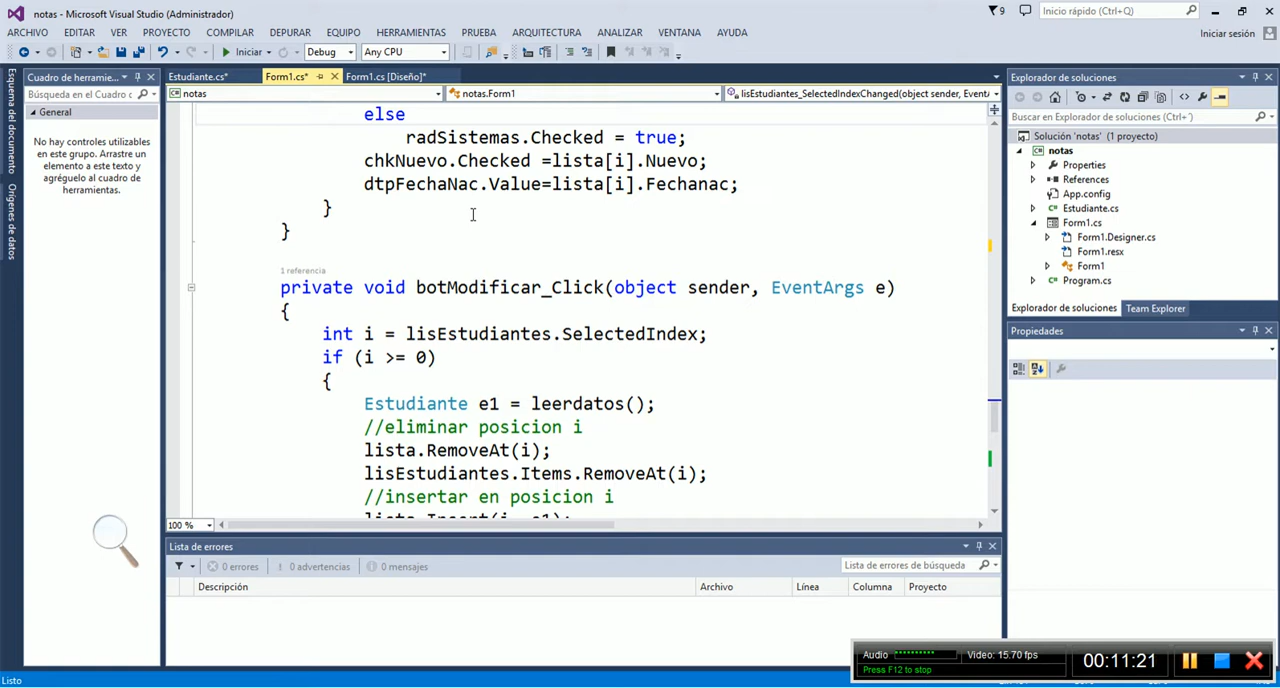 notas - Microsoft Visual Studio (Administrador)
9
Inicio rápido (Ctrl+Q)
ARCHIVO EDITAR VER PROYECTO COMPILAR DEPURAR EQUIPO HERRAMIENTAS PRUEBA ARQUITECTURA ANALIZAR VENTANA AYUDA
Iniciar sesión
Iniciar Debug Any CPU
Esquema del documento
Orígenes de datos
Cuadro de herramie...
Buscar en Cuadro d
General
No hay controles utilizables
en este grupo. Arrastre un
elemento a este texto y
agréguelo al cuadro de
herramientas.
Estudiante.cs* Form1.cs* Form1.cs [Diseño]*
notas notas.Form1 lisEstudiantes_SelectedIndexChanged(object sender, EventA
else
radSistemas.Checked = true;
chkNuevo.Checked =lista[i].Nuevo;
dtpFechaNac.Value=lista[i].Fechanac;
}
}
1 referencia
private void botModificar_Click(object sender, EventArgs e)
{
int i = lisEstudiantes.SelectedIndex;
if (i >= 0)
{
Estudiante e1 = leerdatos();
//eliminar posicion i
lista.RemoveAt(i);
lisEstudiantes.Items.RemoveAt(i);
//insertar en posicion i
100 %
Lista de errores
0 errores 0 advertencias 0 mensajes
Lista de errores de búsqueda
Descripción Archivo Línea Columna Proyecto
Explorador de soluciones
Buscar en Explorador de soluciones (Ctrl+´)
Solución 'notas' (1 proyecto)
notas
Properties
References
App.config
Estudiante.cs
Form1.cs
Form1.Designer.cs
Form1.resx
Form1
Program.cs
Explorador de soluciones Team Explorer
Propiedades
Audio Video: 15.70 fps
Press F12 to stop
00:11:21
Listo